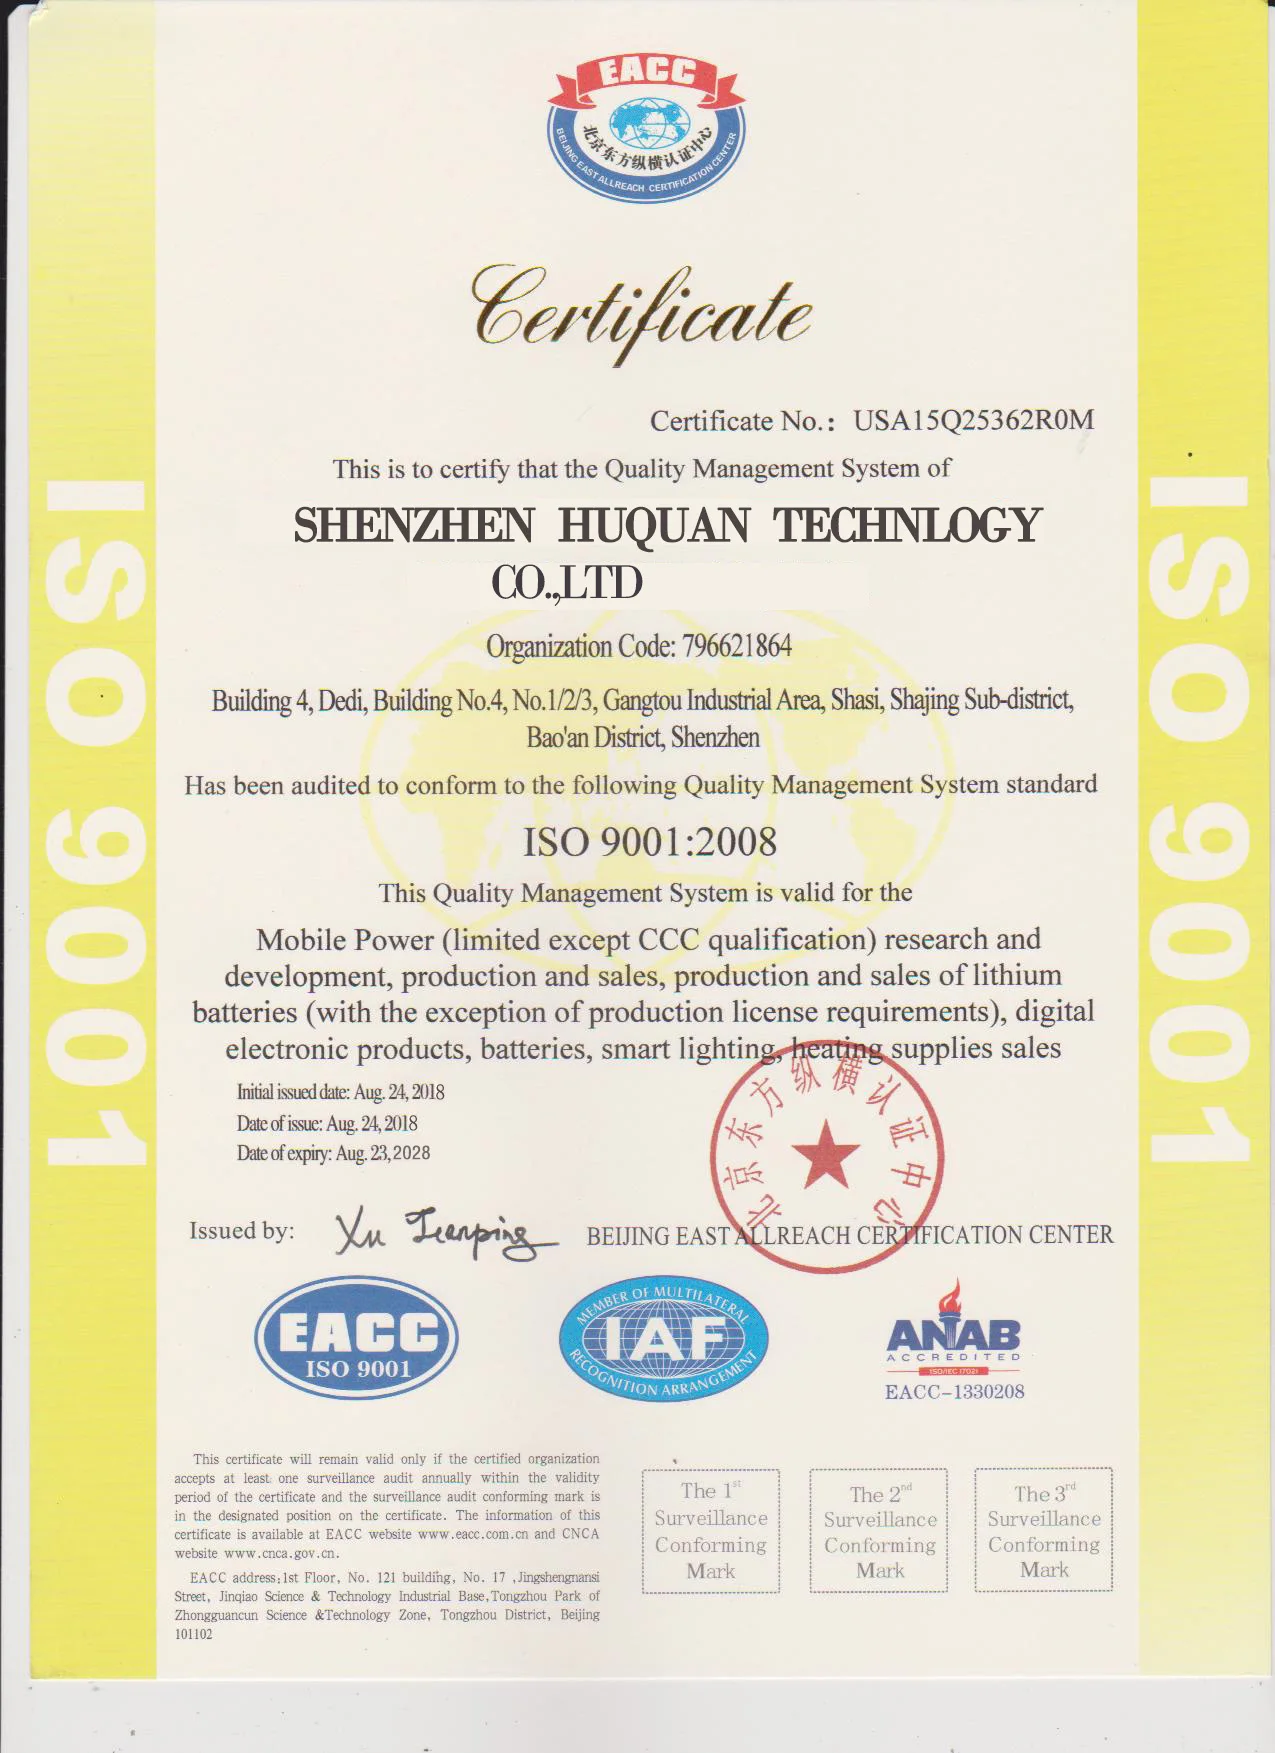 EACC
北京东方纵横认证中心
BEIJING EAST ALLREACH CERTIFICATION CENTER
Certificate
Certificate No.: USA15Q25362R0M
This is to certify that the Quality Management System of
SHENZHEN HUQUAN TECHNLOGY
CO.,LTD
Organization Code: 796621864
Building 4, Dedi, Building No.4, No.1/2/3, Gangtou Industrial Area, Shasi, Shajing Sub-district,
Bao'an District, Shenzhen
Has been audited to conform to the following Quality Management System standard
ISO 9001:2008
This Quality Management System is valid for the
Mobile Power (limited except CCC qualification) research and
development, production and sales, production and sales of lithium
batteries (with the exception of production license requirements), digital
electronic products, batteries, smart lighting, heating supplies sales
Initial issued date: Aug. 24, 2018
Date of issue: Aug. 24, 2018
Date of expiry: Aug. 23, 2028
北京东方纵横认证中心
Issued by: Xu Tianping BEIJING EAST ALLREACH CERTIFICATION CENTER
EACC
ISO 9001
MEMBER OF MULTILATERAL
IAF
RECOGNITION ARRANGEMENT
ANAB
ACCREDITED
ISO/IEC 17021
EACC-1330208
This certificate will remain valid only if the certified organization
accepts at least one surveillance audit annually within the validity
period of the certificate and the surveillance audit conforming mark is
in the designated position on the certificate. The information of this
certificate is available at EACC website www.eacc.com.cn and CNCA
website www.cnca.gov.cn.
EACC address;1st Floor, No. 121 building, No. 17 ,Jingshengnansi
Street, Jinqiao Science & Technology Industrial Base,Tongzhou Park of
Zhongguancun Science &Technology Zone, Tongzhou District, Beijing
101102
The 1st
Surveillance
Conforming
Mark
The 2nd
Surveillance
Conforming
Mark
The 3rd
Surveillance
Conforming
Mark
ISO 9001
ISO 9001